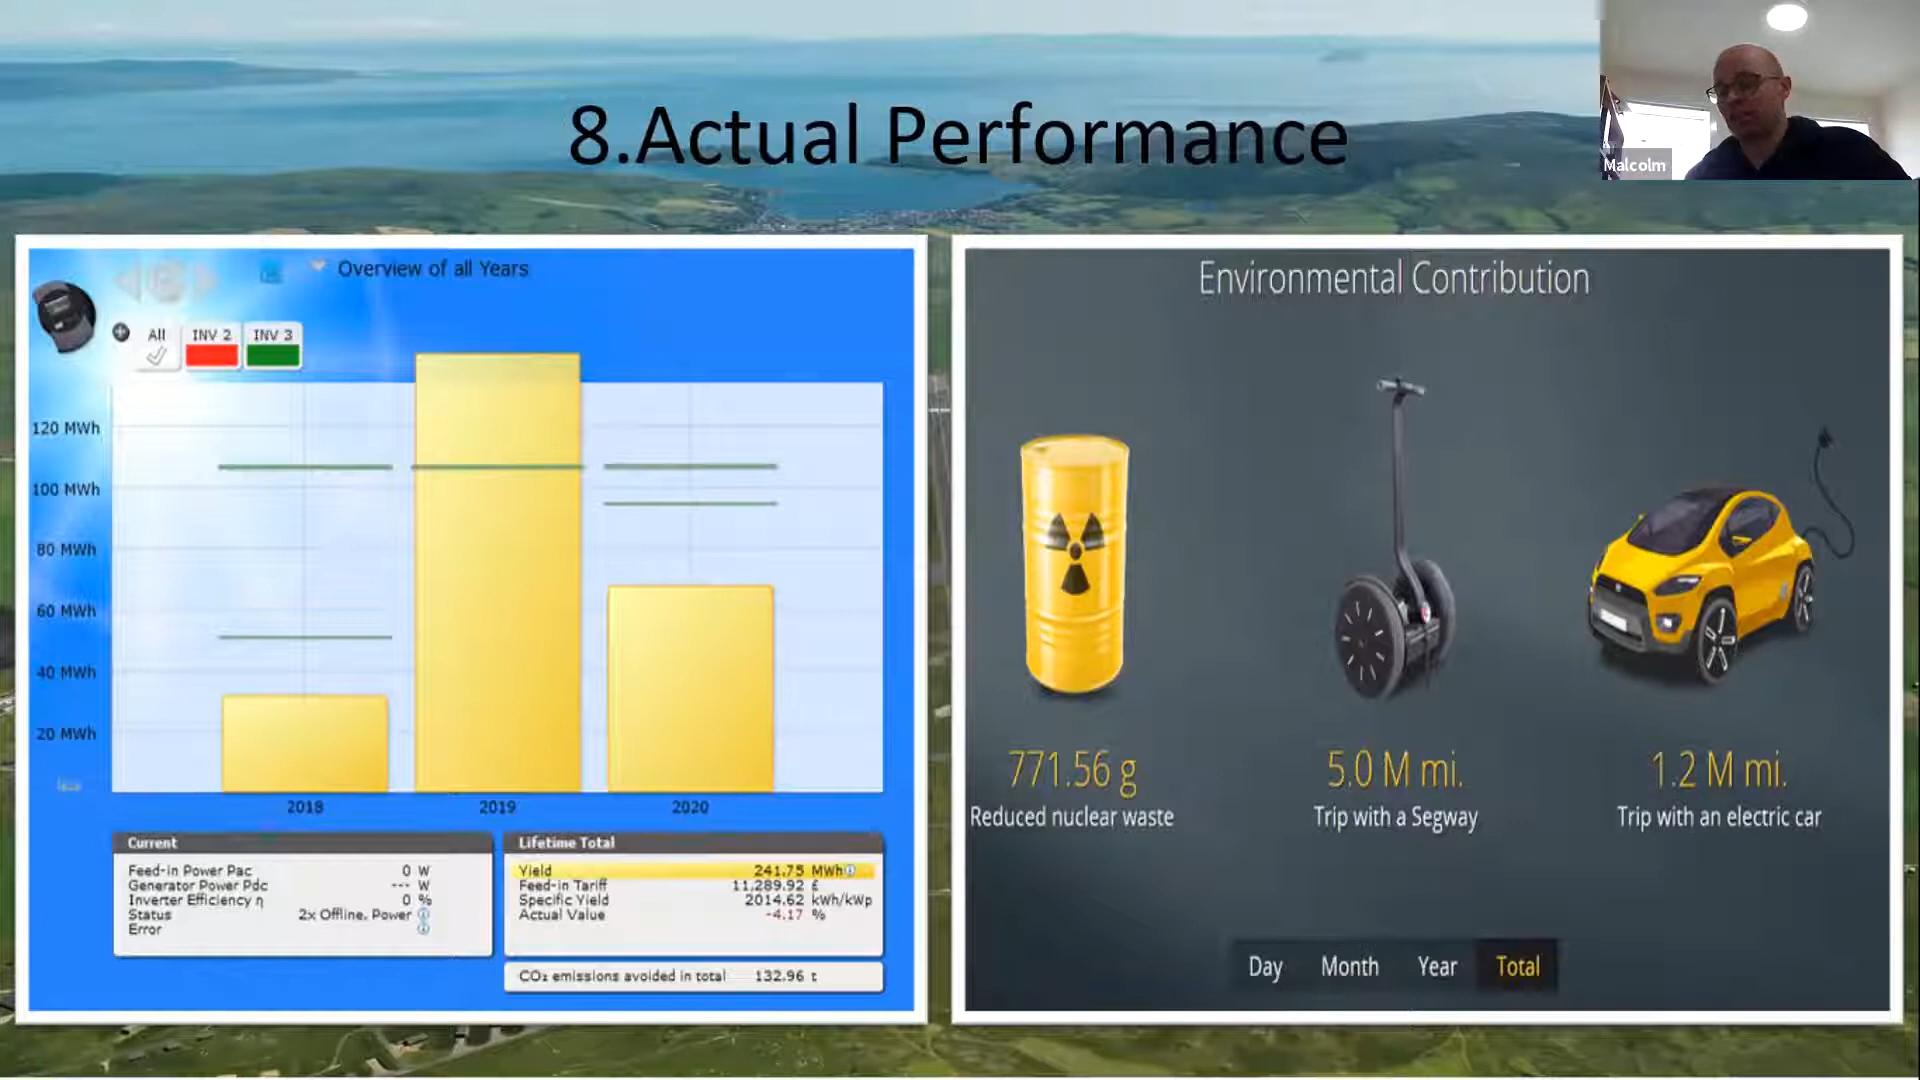 8.Actual Performance
Malcolm
Overview of all Years
All
INV 2
INV 3
120 MWh
100 MWh
80 MWh
60 MWh
40 MWh
20 MWh
2018
2019
2020
Current
Feed-in Power Pac 0 W
Generator Power Pdc --- W
Inverter Efficiency η 0 %
Status 2x Offline, Power
Error
Lifetime Total
Yield 241.75 MWh
Feed-in Tariff 11,289.92 £
Specific Yield 2014.62 kWh/kWp
Actual Value -4.17 %
CO₂ emissions avoided in total 132.96 t
Environmental Contribution
771.56 g
Reduced nuclear waste
5.0 M mi.
Trip with a Segway
1.2 M mi.
Trip with an electric car
Day Month Year Total